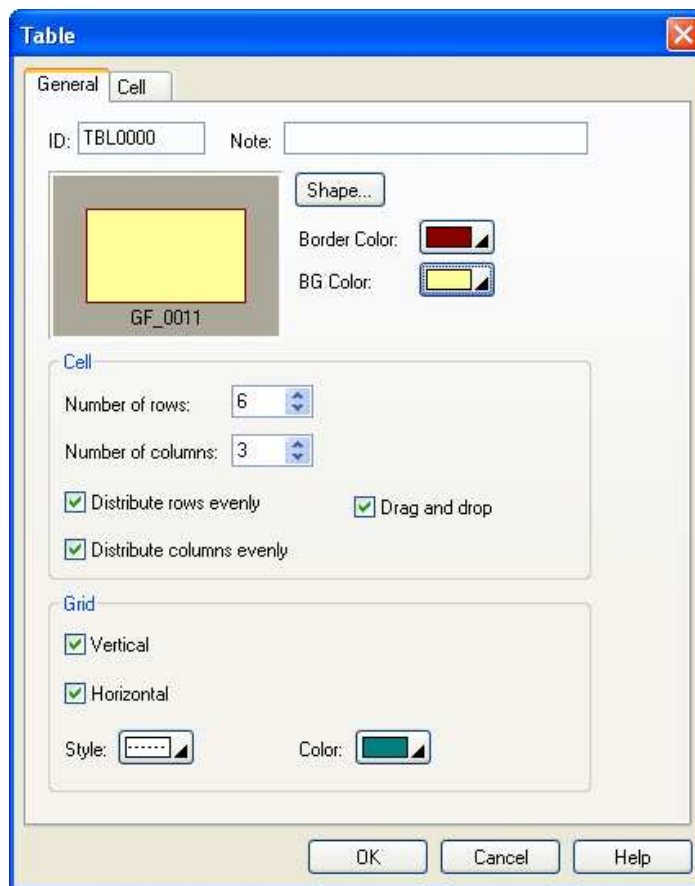 Table
General Cell
ID: TBL0000 Note:
Shape...
Border Color:
BG Color:
GF_0011
Cell
Number of rows: 6
Number of columns: 3
Distribute rows evenly Drag and drop
Distribute columns evenly
Grid
Vertical
Horizontal
Style: Color:
OK Cancel Help